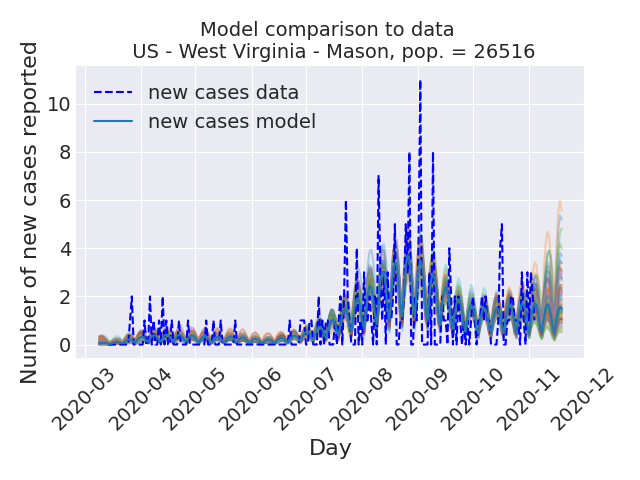 Model comparison to data
US - West Virginia - Mason, pop. = 26516
Number of new cases reported
10
8
6
4
2
0
new cases data
new cases model
2020-03
2020-04
2020-05
2020-06
2020-07
2020-08
2020-09
2020-10
2020-11
2020-12
Day